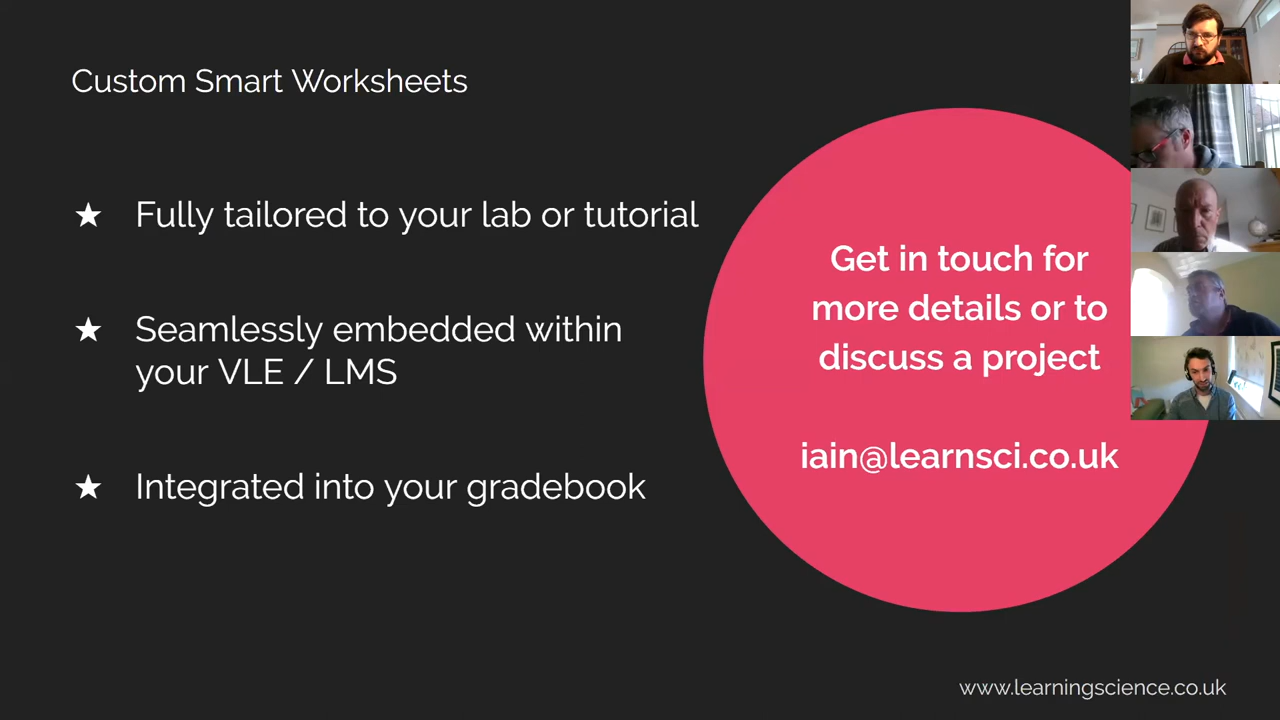 Custom Smart Worksheets
★ Fully tailored to your lab or tutorial
★ Seamlessly embedded within
your VLE / LMS
★ Integrated into your gradebook
Get in touch for
more details or to
discuss a project
iain@learnsci.co.uk
www.learningscience.co.uk